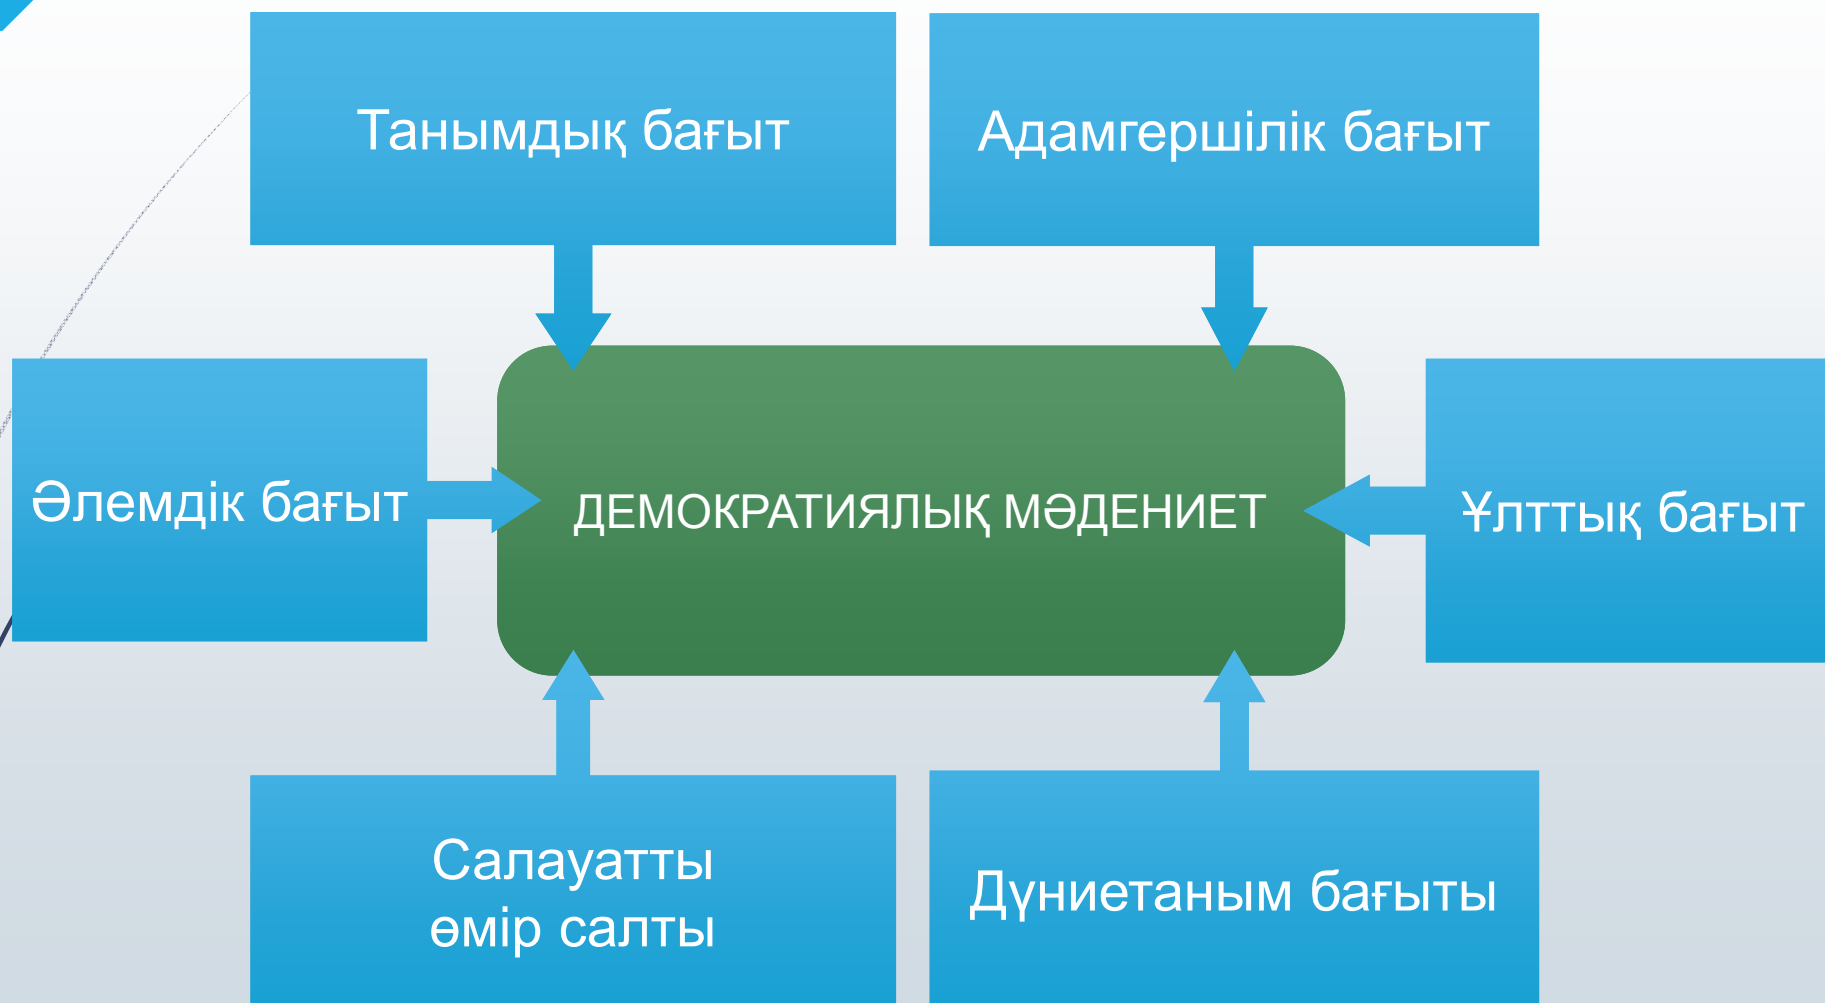 Танымдық бағыт
Адамгершілік бағыт
Әлемдік бағыт
ДЕМОКРАТИЯЛЫҚ МӘДЕНИЕТ
Ұлттық бағыт
Салауатты
өмір салты
Дүниетаным бағыты